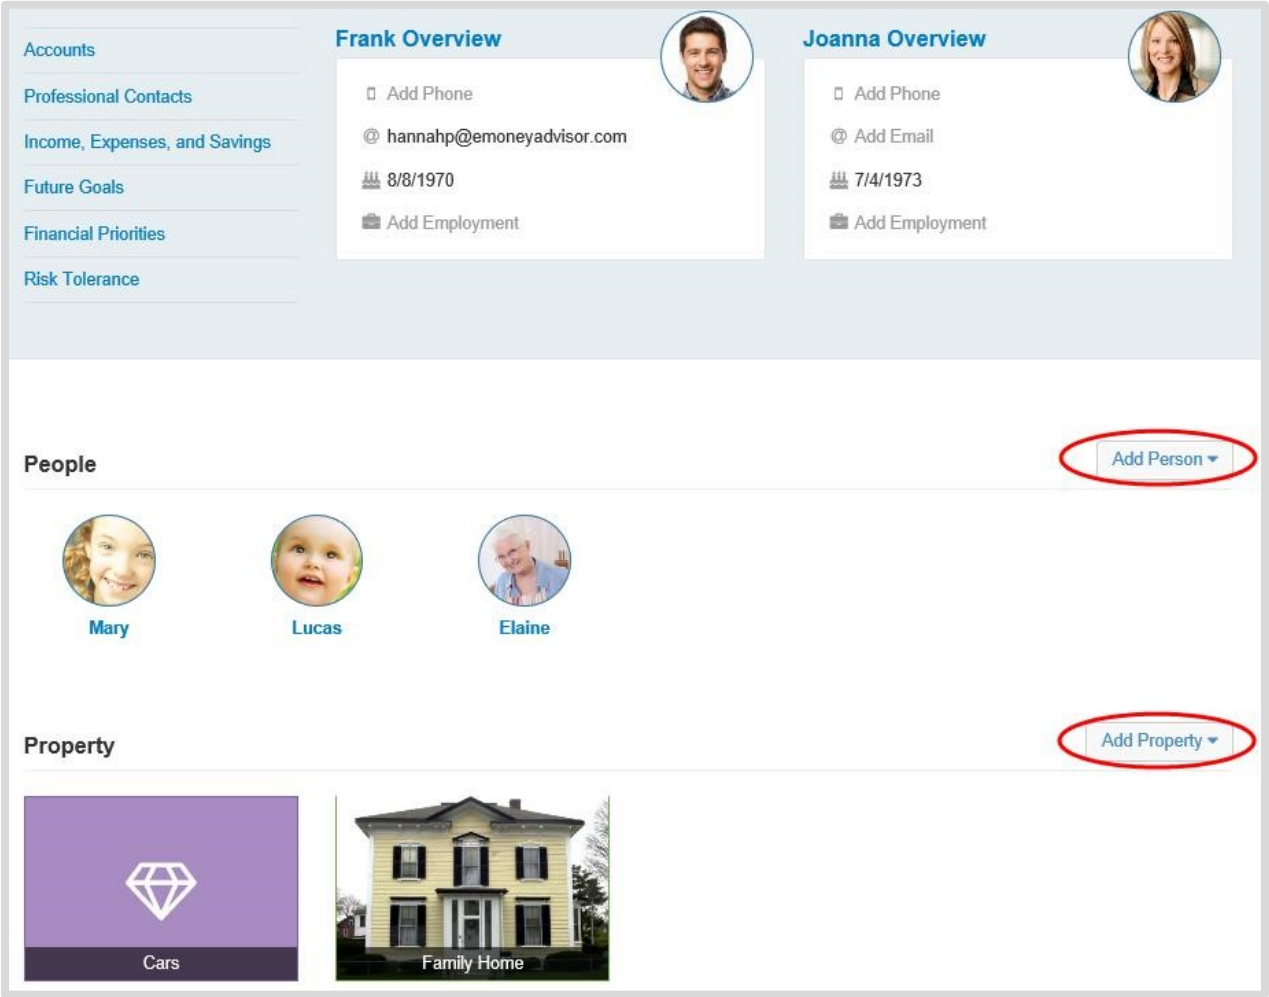 Accounts
Professional Contacts
Income, Expenses, and Savings
Future Goals
Financial Priorities
Risk Tolerance
Frank Overview
Add Phone
@ hannahp@emoneyadvisor.com
8/8/1970
Add Employment
Joanna Overview
Add Phone
@ Add Email
7/4/1973
Add Employment
People
Add Person
Mary
Lucas
Elaine
Property
Add Property
Cars
Family Home